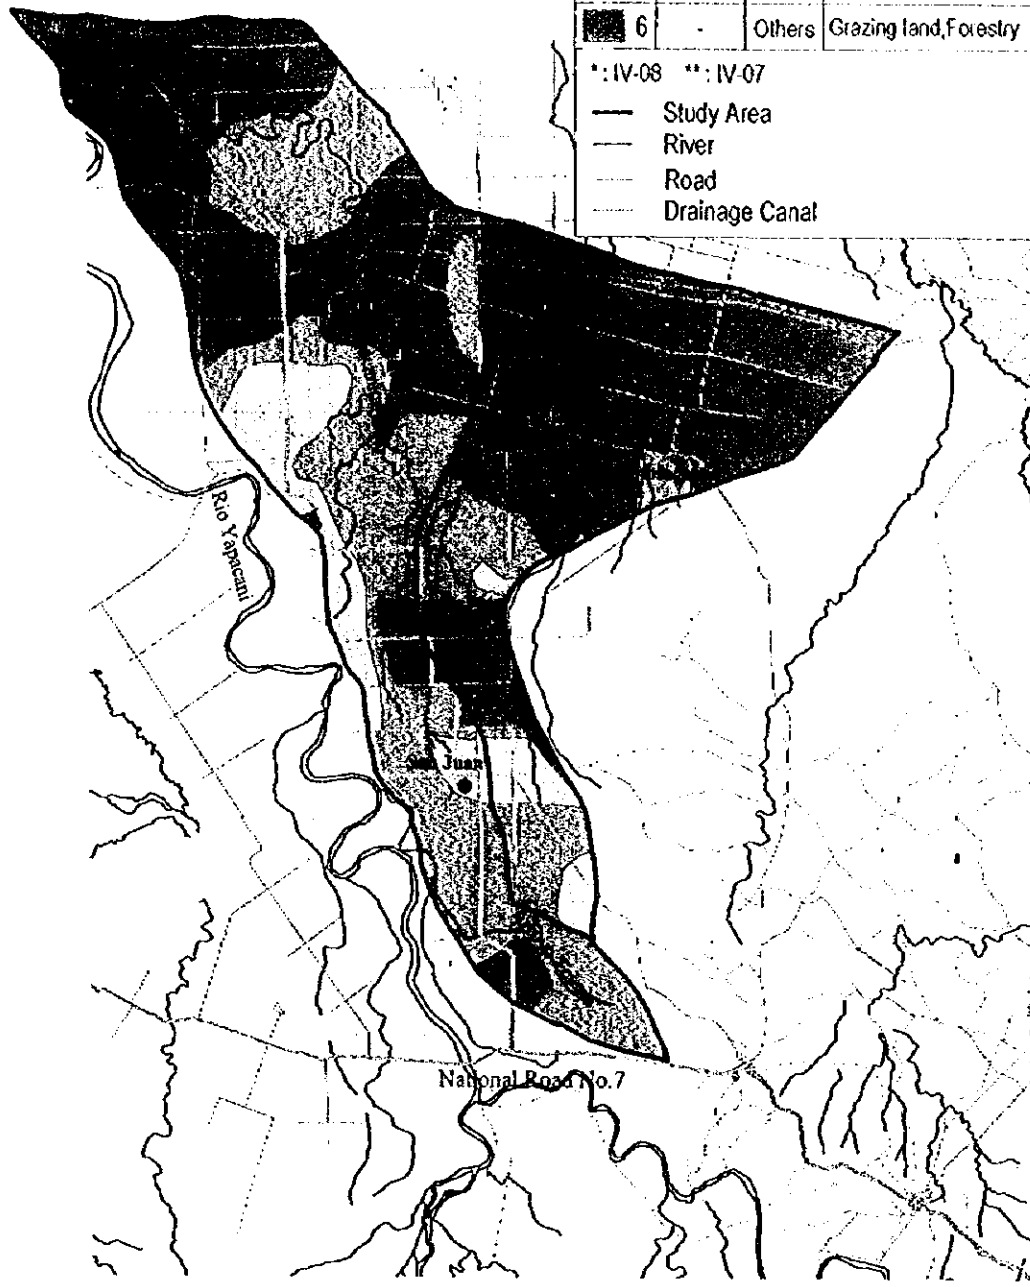 6 - Others Grazing land,Forestry
*: IV-08 **: IV-07
Study Area
River
Road
Drainage Canal
Rio Yapacani
San Juan
National Road No.7